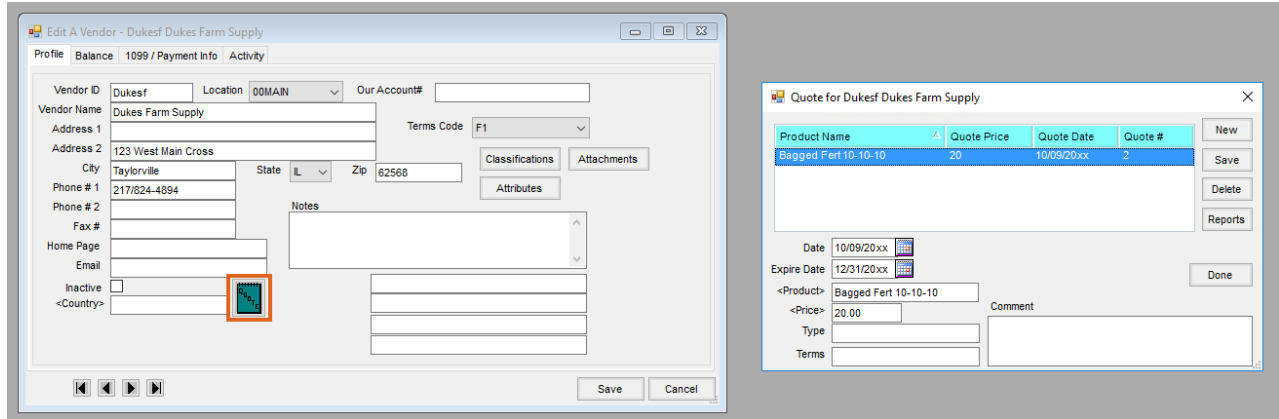 Edit A Vendor - Dukesf Dukes Farm Supply
Profile Balance 1099 / Payment Info Activity
Vendor ID Dukesf Location 00MAIN Our Account#
Vendor Name Dukes Farm Supply
Address 1 Terms Code F1
Address 2 123 West Main Cross
Classifications Attachments
City Taylorville State IL Zip 62568
Phone # 1 217/824-4894 Attributes
Phone # 2 Notes
Fax #
Home Page
Email
Inactive
QUOTE
<Country>
Save Cancel
Quote for Dukesf Dukes Farm Supply
Product Name Quote Price Quote Date Quote # New
Bagged Fert 10-10-10 20 10/09/20xx 2 Save
Delete
Reports
Date 10/09/20xx
Expire Date 12/31/20xx Done
<Product> Bagged Fert 10-10-10
<Price> 20.00 Comment
Type
Terms